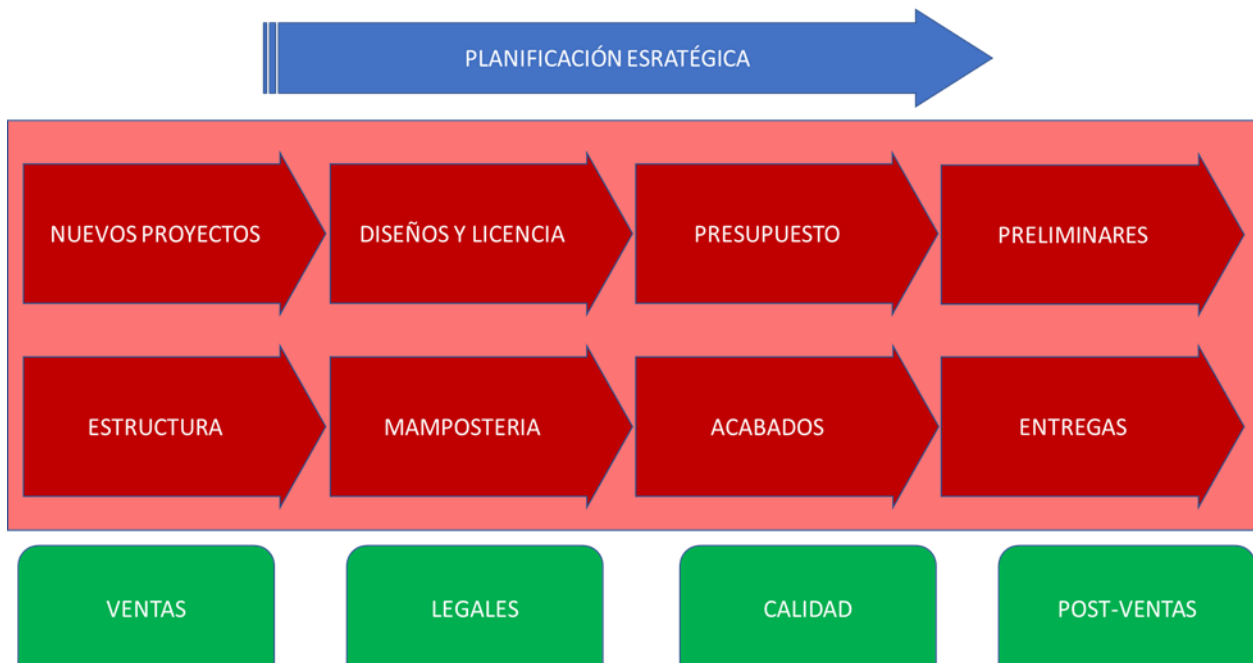 PLANIFICACIÓN ESRATÉGICA
NUEVOS PROYECTOS
DISEÑOS Y LICENCIA
PRESUPUESTO
PRELIMINARES
ESTRUCTURA
MAMPOSTERIA
ACABADOS
ENTREGAS
VENTAS
LEGALES
CALIDAD
POST-VENTAS